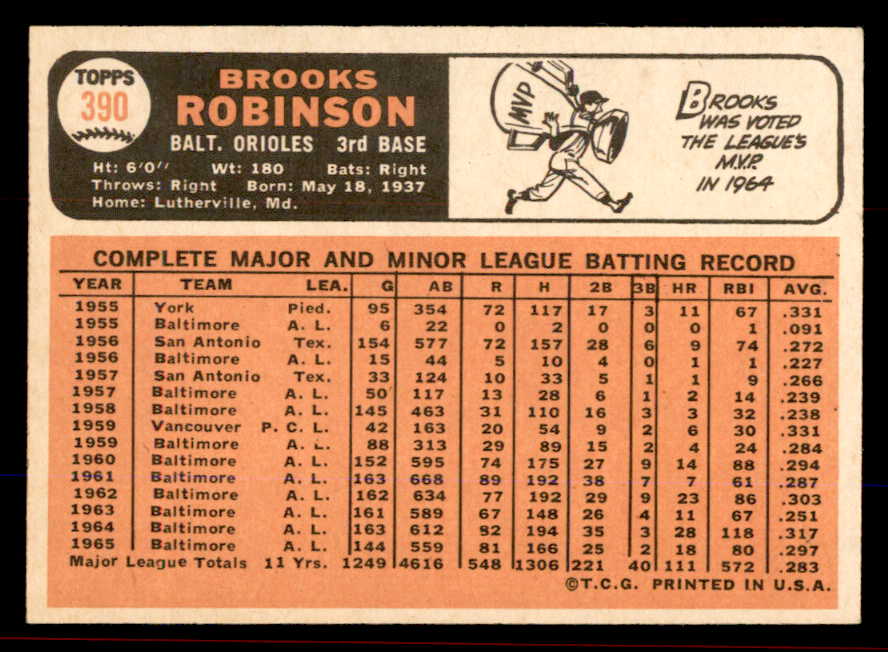 TOPPS
390
BROOKS
ROBINSON
BALT. ORIOLES 3rd BASE
Ht: 6'0" Wt: 180 Bats: Right
Throws: Right Born: May 18, 1937
Home: Lutherville, Md.
MVP
BROOKS
WAS VOTED
THE LEAGUE'S
M.V.P.
IN 1964
COMPLETE MAJOR AND MINOR LEAGUE BATTING RECORD
YEAR TEAM LEA. G AB R H 2B 3B HR RBI AVG.
1955 York Pied. 95 354 72 117 17 3 11 67 .331
1955 Baltimore A. L. 6 22 0 2 0 0 0 1 .091
1956 San Antonio Tex. 154 577 72 157 28 6 9 74 .272
1956 Baltimore A. L. 15 44 5 10 4 0 1 1 .227
1957 San Antonio Tex. 33 124 10 33 5 1 1 9 .266
1957 Baltimore A. L. 50 117 13 28 6 1 2 14 .239
1958 Baltimore A. L. 145 463 31 110 16 3 3 32 .238
1959 Vancouver P. C. L. 42 163 20 54 9 2 6 30 .331
1959 Baltimore A. L. 88 313 29 89 15 2 4 24 .284
1960 Baltimore A. L. 152 595 74 175 27 9 14 88 .294
1961 Baltimore A. L. 163 668 89 192 38 7 7 61 .287
1962 Baltimore A. L. 162 634 77 192 29 9 23 86 .303
1963 Baltimore A. L. 161 589 67 148 26 4 11 67 .251
1964 Baltimore A. L. 163 612 82 194 35 3 28 118 .317
1965 Baltimore A. L. 144 559 81 166 25 2 18 80 .297
Major League Totals 11 Yrs. 1249 4616 548 1306 221 40 111 572 .283
©T.C.G. PRINTED IN U.S.A.